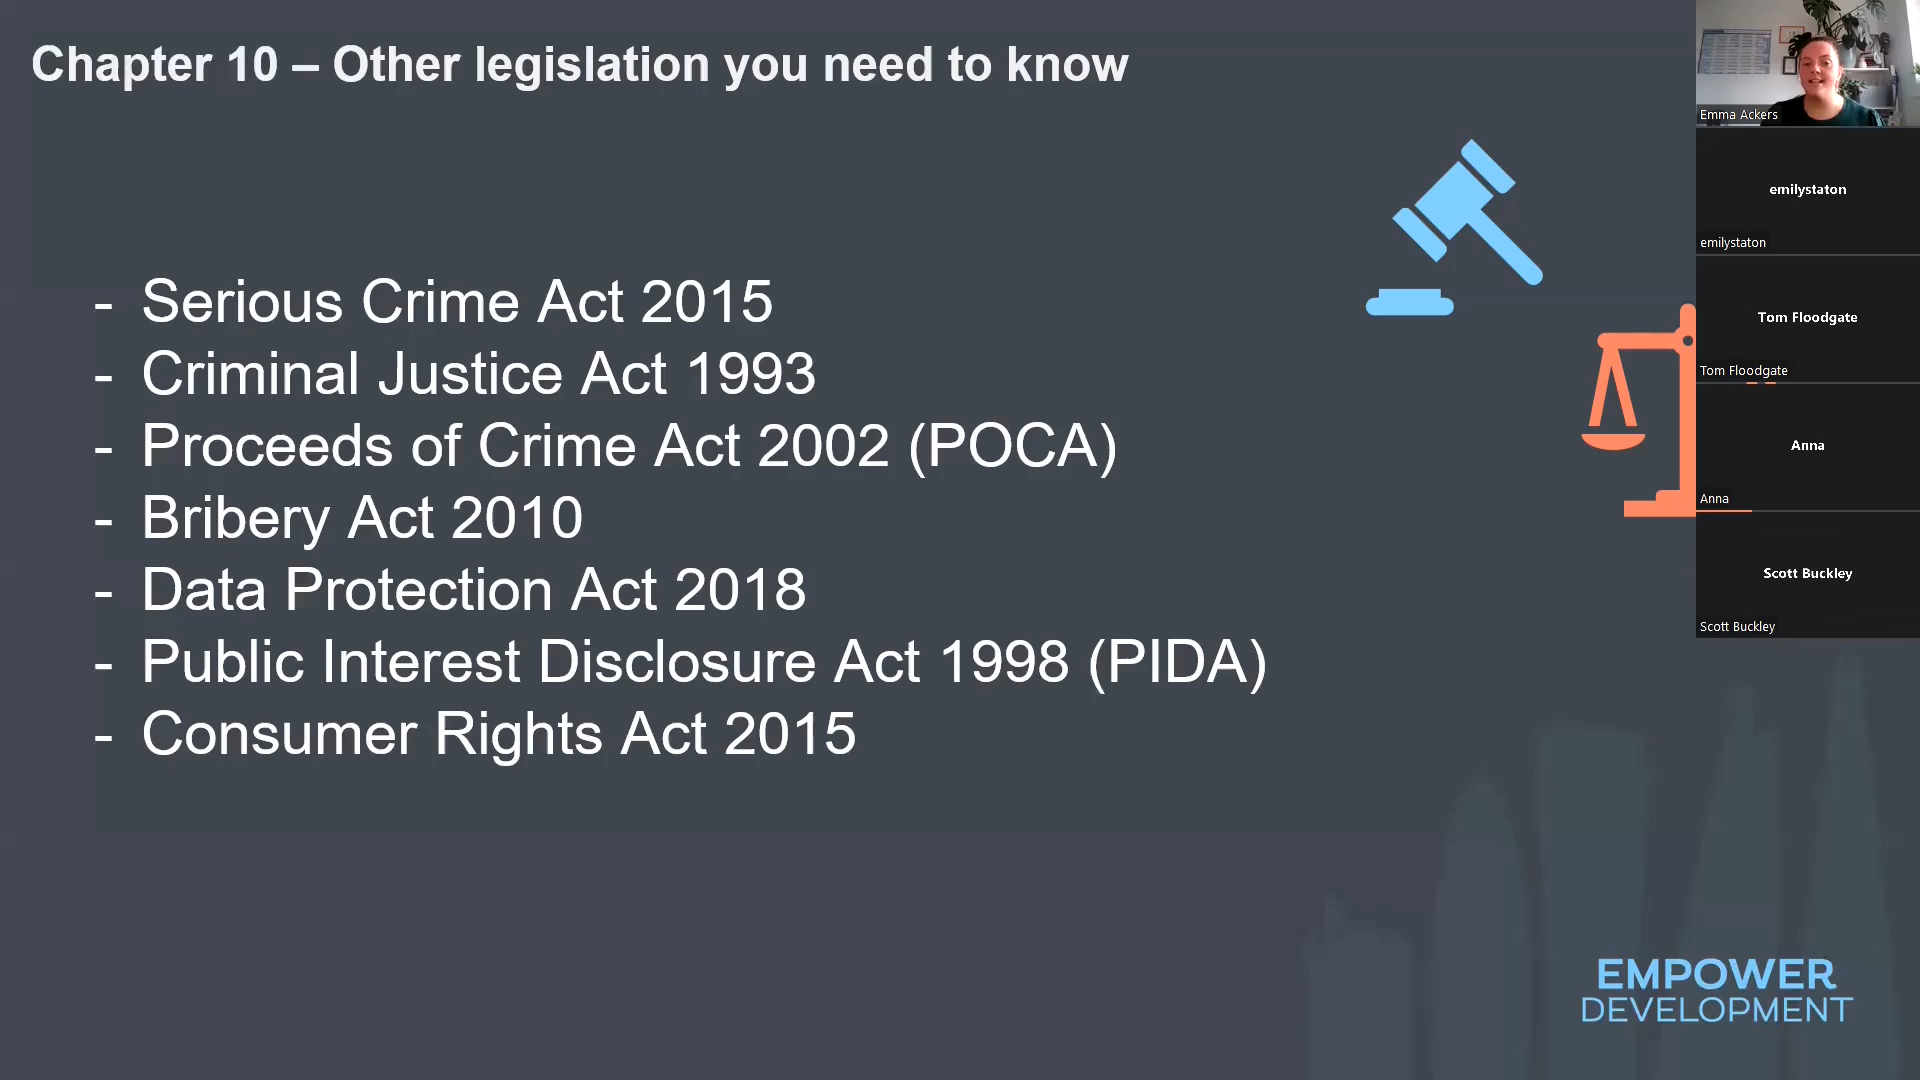 Chapter 10 – Other legislation you need to know
- Serious Crime Act 2015
- Criminal Justice Act 1993
- Proceeds of Crime Act 2002 (POCA)
- Bribery Act 2010
- Data Protection Act 2018
- Public Interest Disclosure Act 1998 (PIDA)
- Consumer Rights Act 2015
Emma Ackers
emilystaton
emilystaton
Tom Floodgate
Tom Floodgate
Anna
Anna
Scott Buckley
Scott Buckley
EMPOWER
DEVELOPMENT